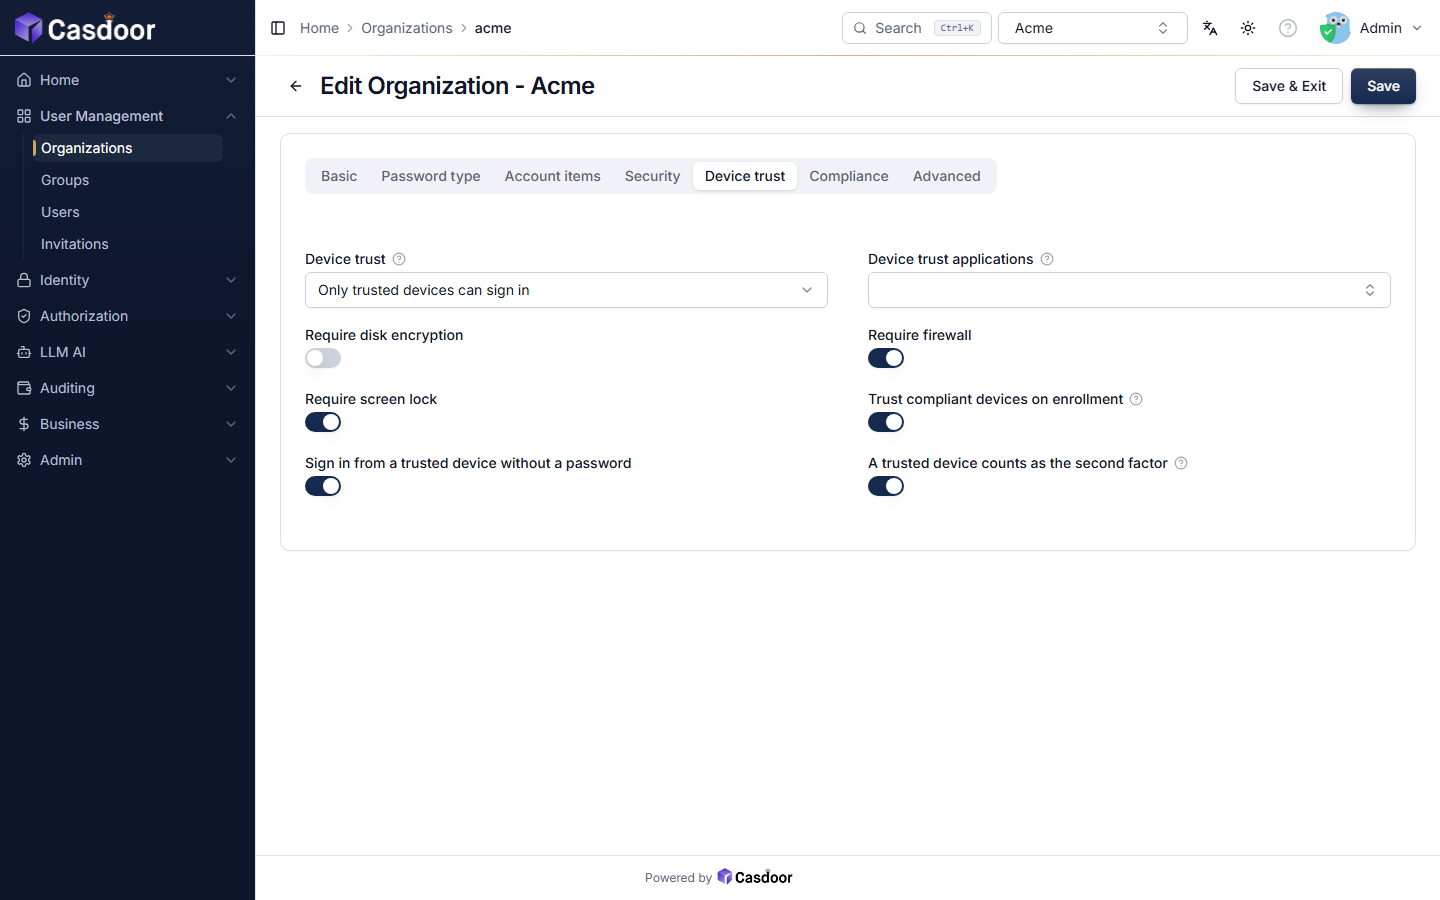 Casdoor
Home > Organizations > acme
Search Ctrl+K
Acme
Admin
Home
User Management
Organizations
Groups
Users
Invitations
Identity
Authorization
LLM AI
Auditing
Business
Admin
Edit Organization - Acme
Save & Exit
Save
Basic
Password type
Account items
Security
Device trust
Compliance
Advanced
Device trust
Only trusted devices can sign in
Device trust applications
Require disk encryption
Require firewall
Require screen lock
Trust compliant devices on enrollment
Sign in from a trusted device without a password
A trusted device counts as the second factor
Powered by Casdoor